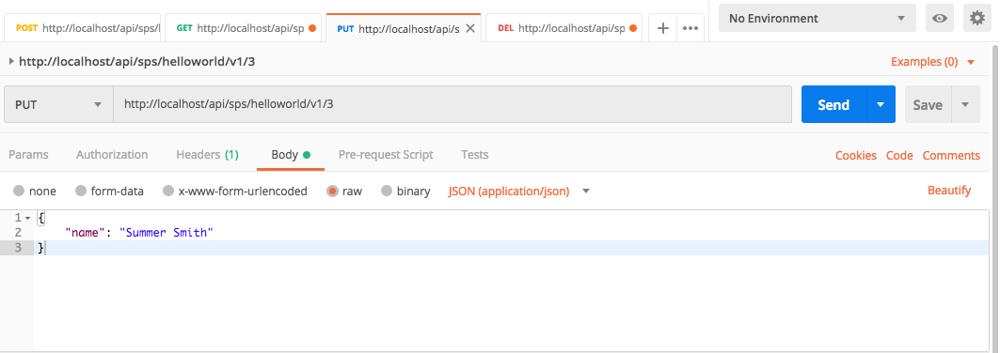 POST http://localhost/api/sps/l GET http://localhost/api/sp PUT http://localhost/api/s DEL http://localhost/api/sp No Environment
http://localhost/api/sps/helloworld/v1/3 Examples (0)
PUT http://localhost/api/sps/helloworld/v1/3 Send Save
Params Authorization Headers (1) Body Pre-request Script Tests Cookies Code Comments
none form-data x-www-form-urlencoded raw binary JSON (application/json) Beautify
1 {
2 "name": "Summer Smith"
3 }